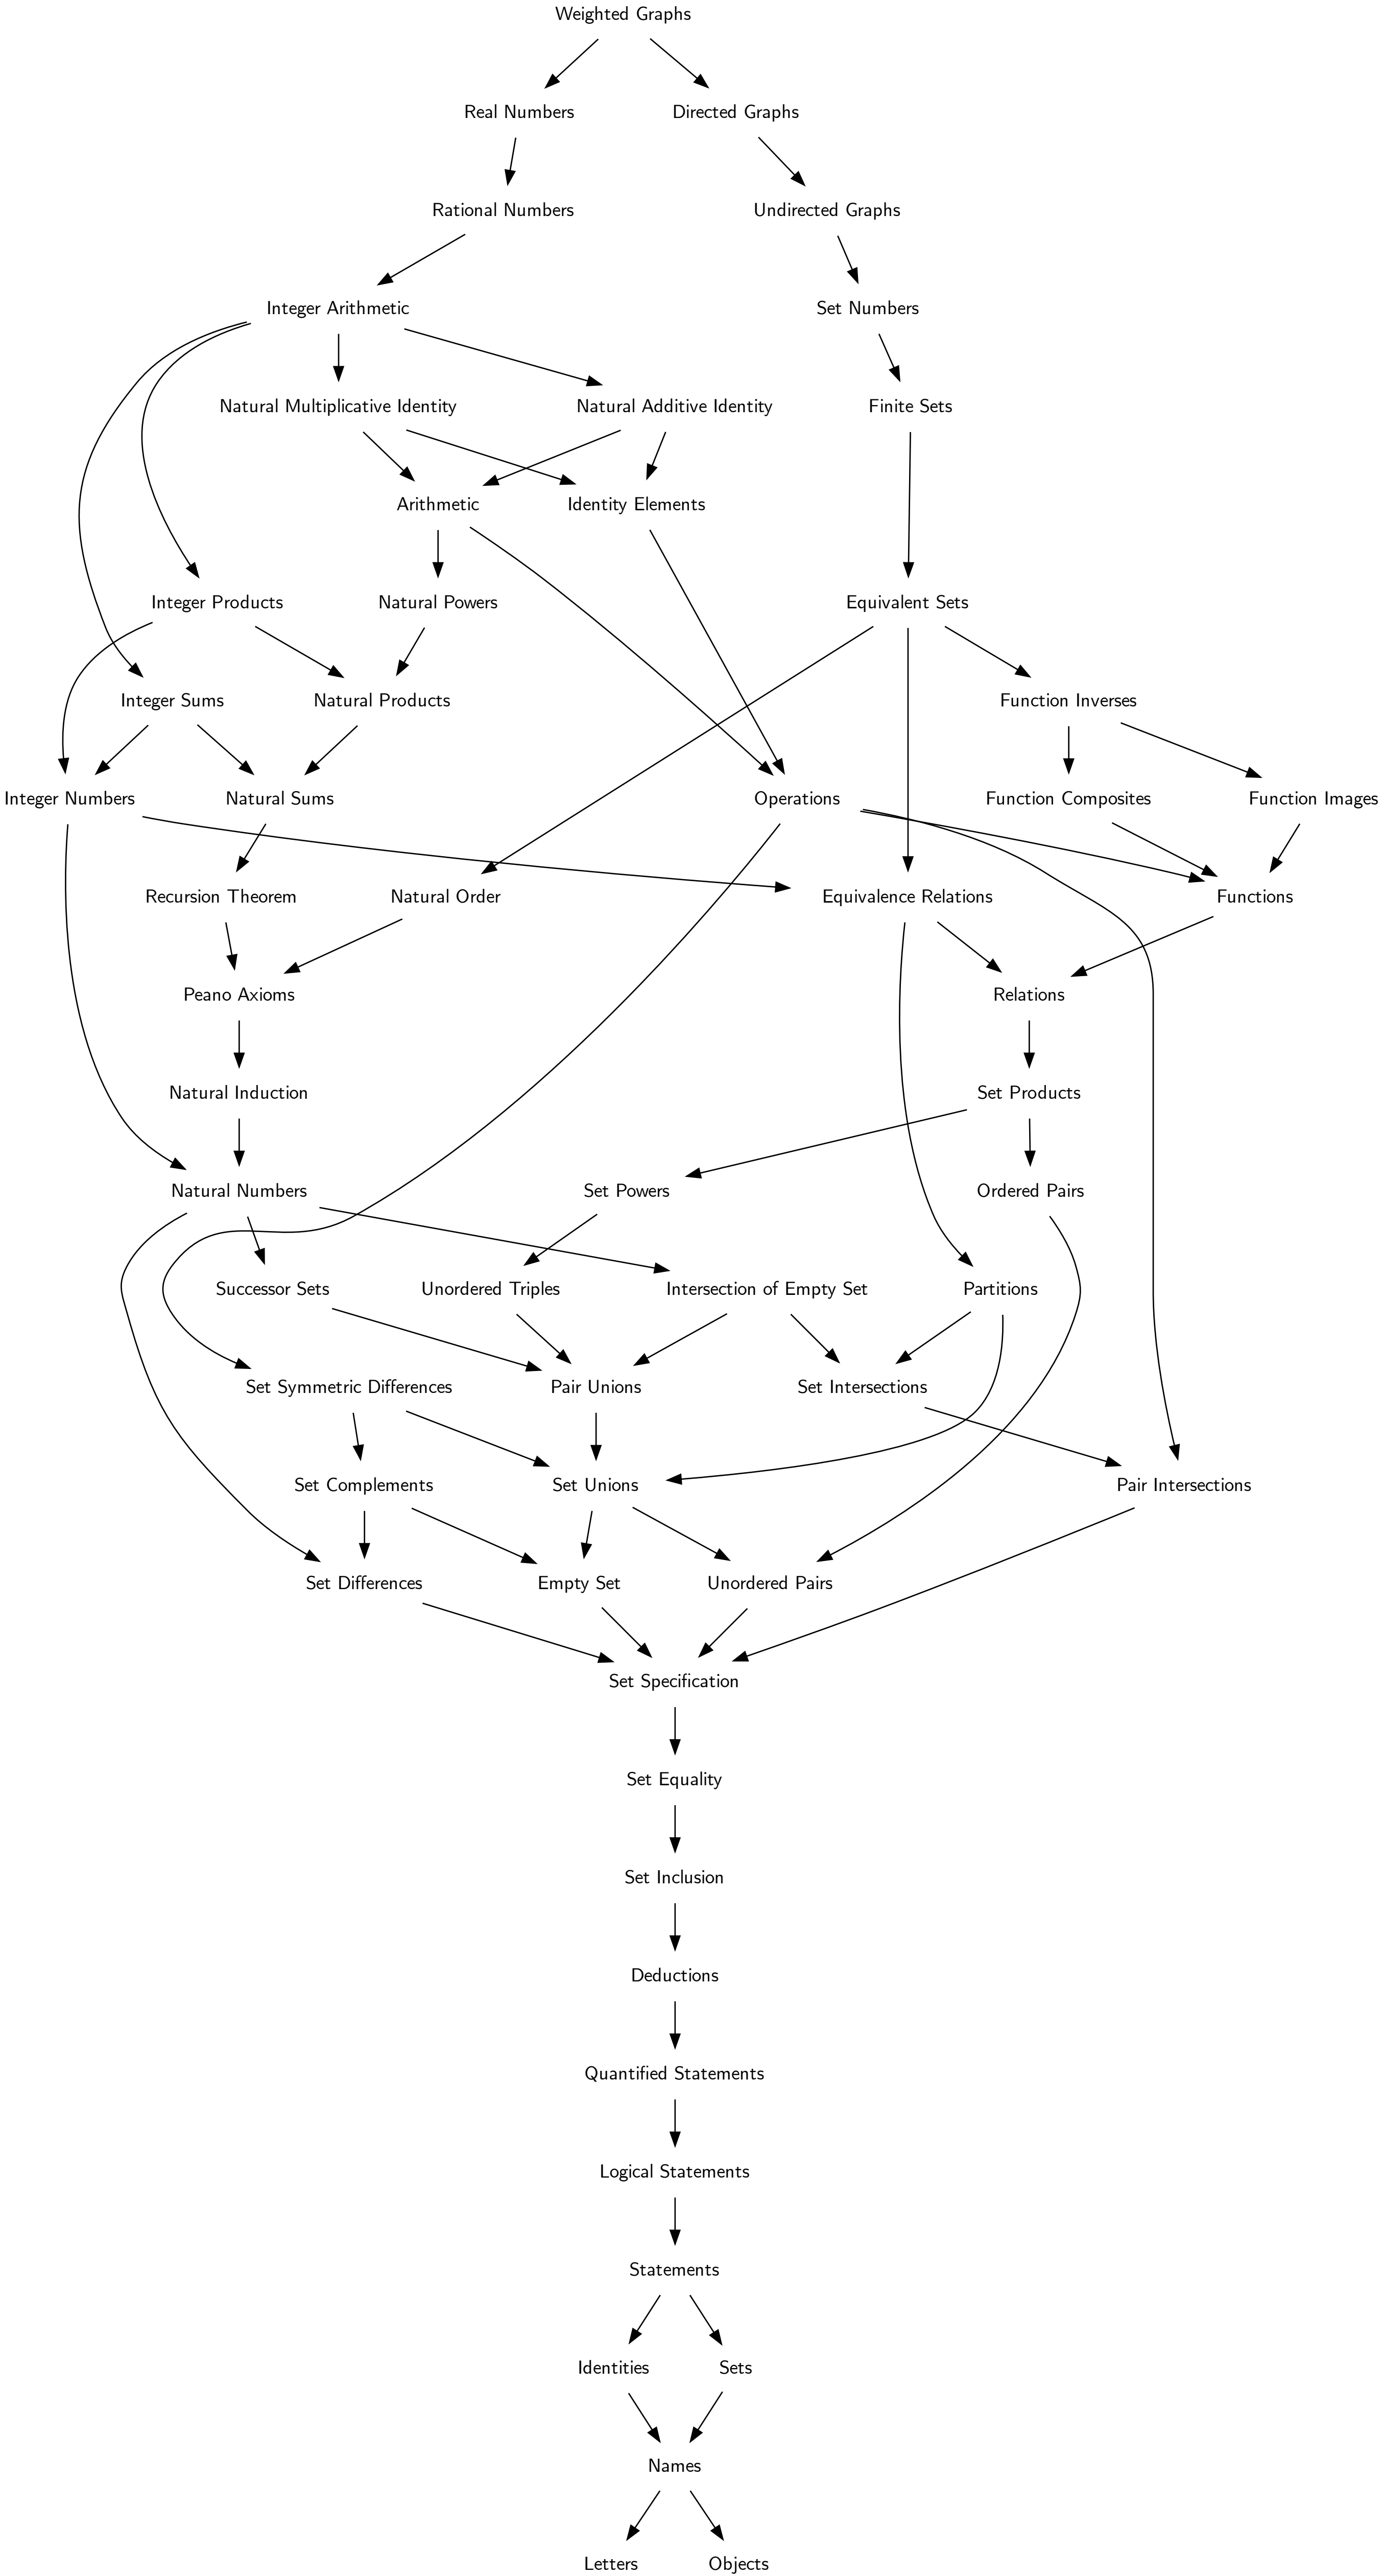 Weighted Graphs
Real Numbers
Directed Graphs
Rational Numbers
Undirected Graphs
Integer Arithmetic
Set Numbers
Natural Multiplicative Identity
Natural Additive Identity
Finite Sets
Arithmetic
Identity Elements
Integer Products
Natural Powers
Equivalent Sets
Integer Sums
Natural Products
Function Inverses
Integer Numbers
Natural Sums
Operations
Function Composites
Function Images
Recursion Theorem
Natural Order
Equivalence Relations
Functions
Peano Axioms
Relations
Natural Induction
Set Products
Natural Numbers
Set Powers
Ordered Pairs
Successor Sets
Unordered Triples
Intersection of Empty Set
Partitions
Set Symmetric Differences
Pair Unions
Set Intersections
Set Complements
Set Unions
Pair Intersections
Set Differences
Empty Set
Unordered Pairs
Set Specification
Set Equality
Set Inclusion
Deductions
Quantified Statements
Logical Statements
Statements
Identities
Sets
Names
Letters
Objects